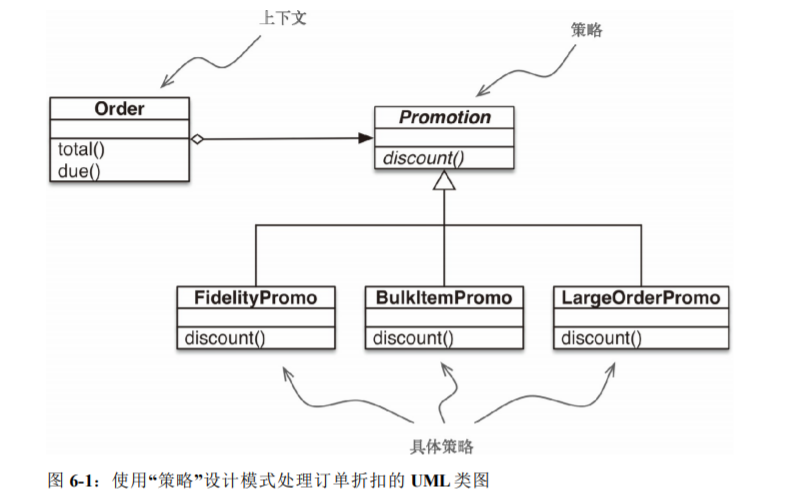 上下文
策略
Order
total()
due()
Promotion
discount()
FidelityPromo
discount()
BulkItemPromo
discount()
LargeOrderPromo
discount()
具体策略
图 6-1：使用“策略”设计模式处理订单折扣的 UML 类图